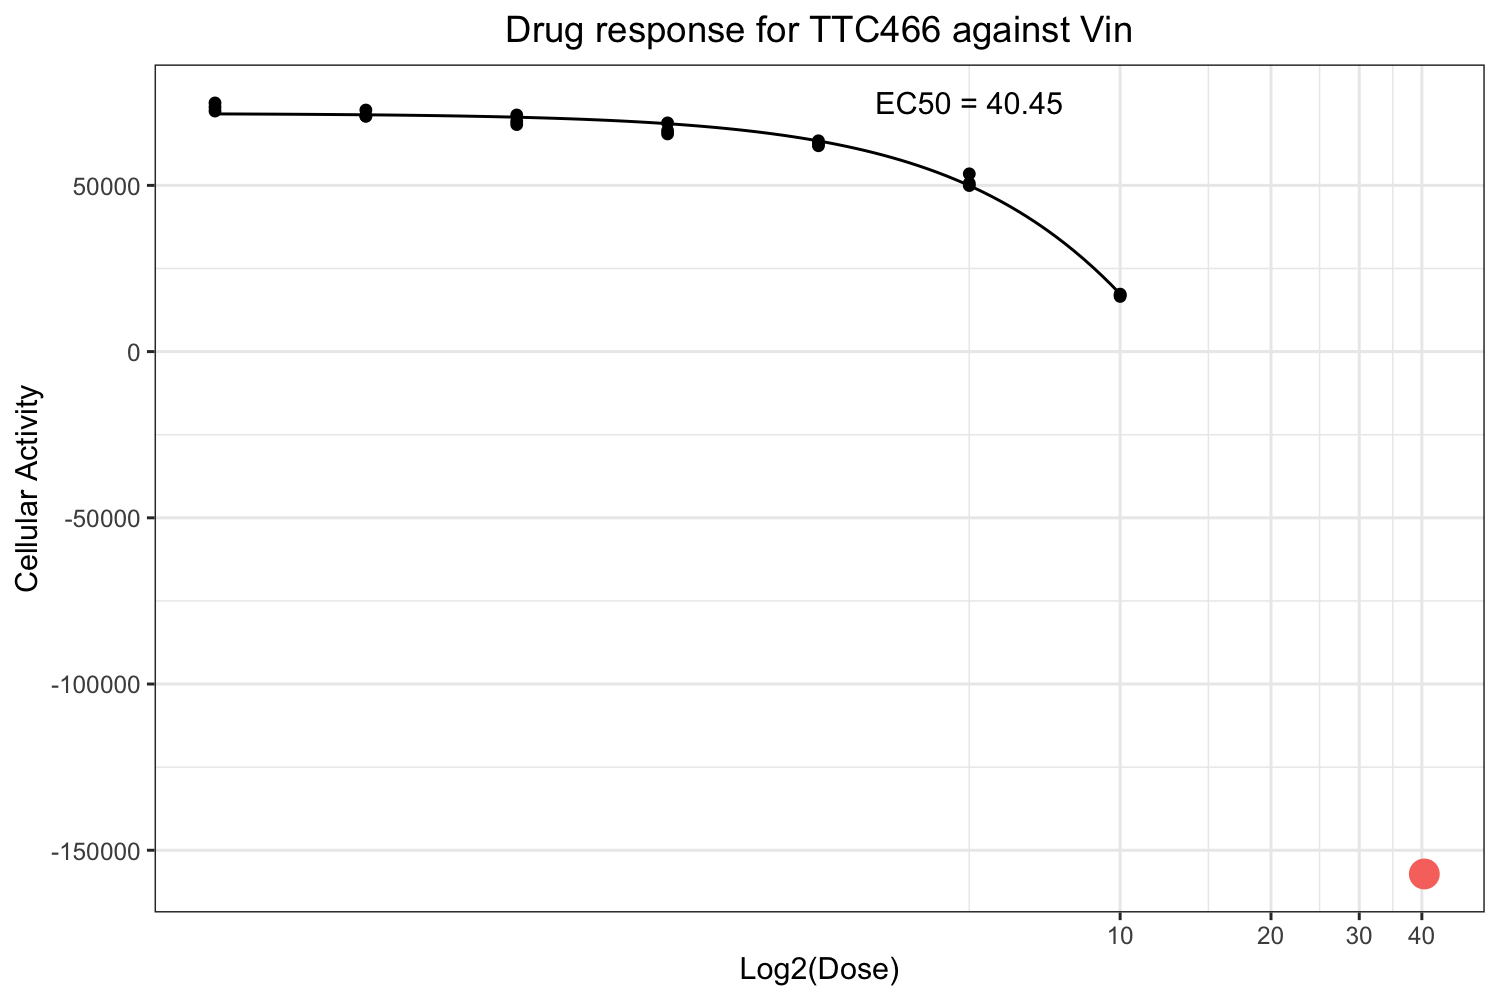 Drug response for TTC466 against Vin
EC50 = 40.45
Cellular Activity
50000
0
-50000
-100000
-150000
10 20 30 40
Log2(Dose)